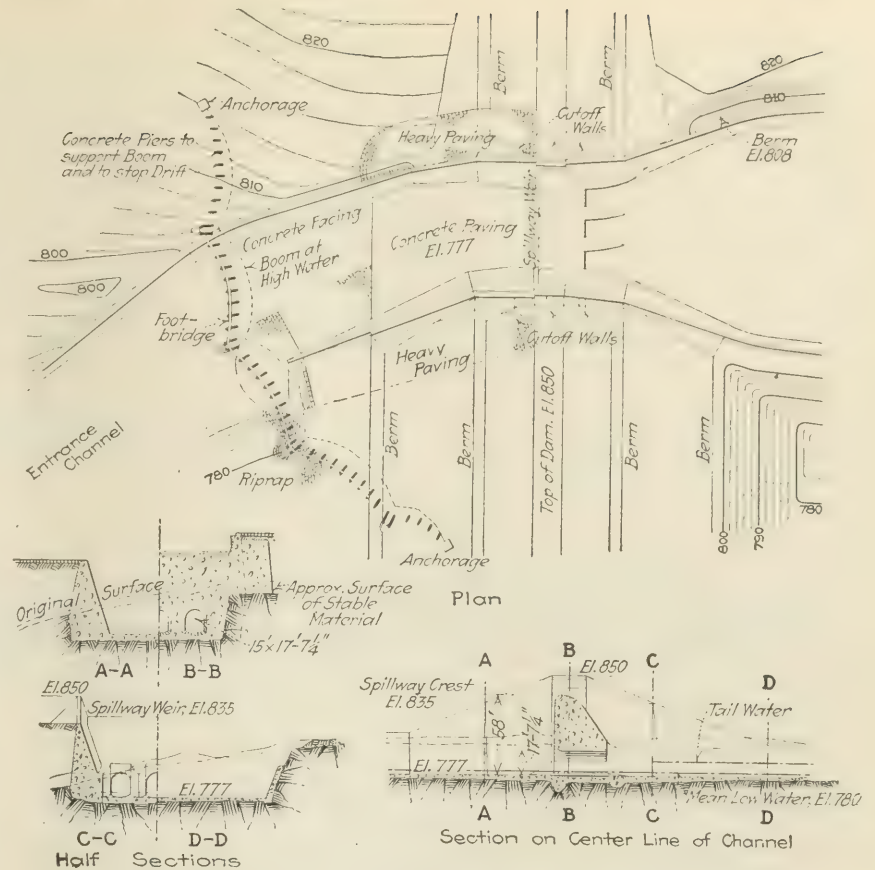 820
Anchorage
Berm
Berm
820
810
Concrete Piers to
support Boom
and to stop Drift
Heavy Paving
Cutoff
Walls
Berm
El.808
810
Spillway Weir
Concrete Facing
Concrete Paving
El.777
Boom at
High Water
800
800
Foot-
bridge
Heavy
Paving
Cutoff Walls
Entrance
Channel
780
Riprap
Berm
Berm
Top of Dam. El.850
Berm
Berm
800
790
780
Anchorage
Plan
Original Surface
Approx. Surface
of Stable
Material
15'x17'-7¼"
A-A
B-B
El.850
Spillway Weir, El.835
El.777
C-C
D-D
Half Sections
A
B
C
D
El.850
Spillway Crest
El.835
58'
17'-7¼"
Tail Water
El.777
Mean Low Water, El.780
A
B
C
D
Section on Center Line of Channel